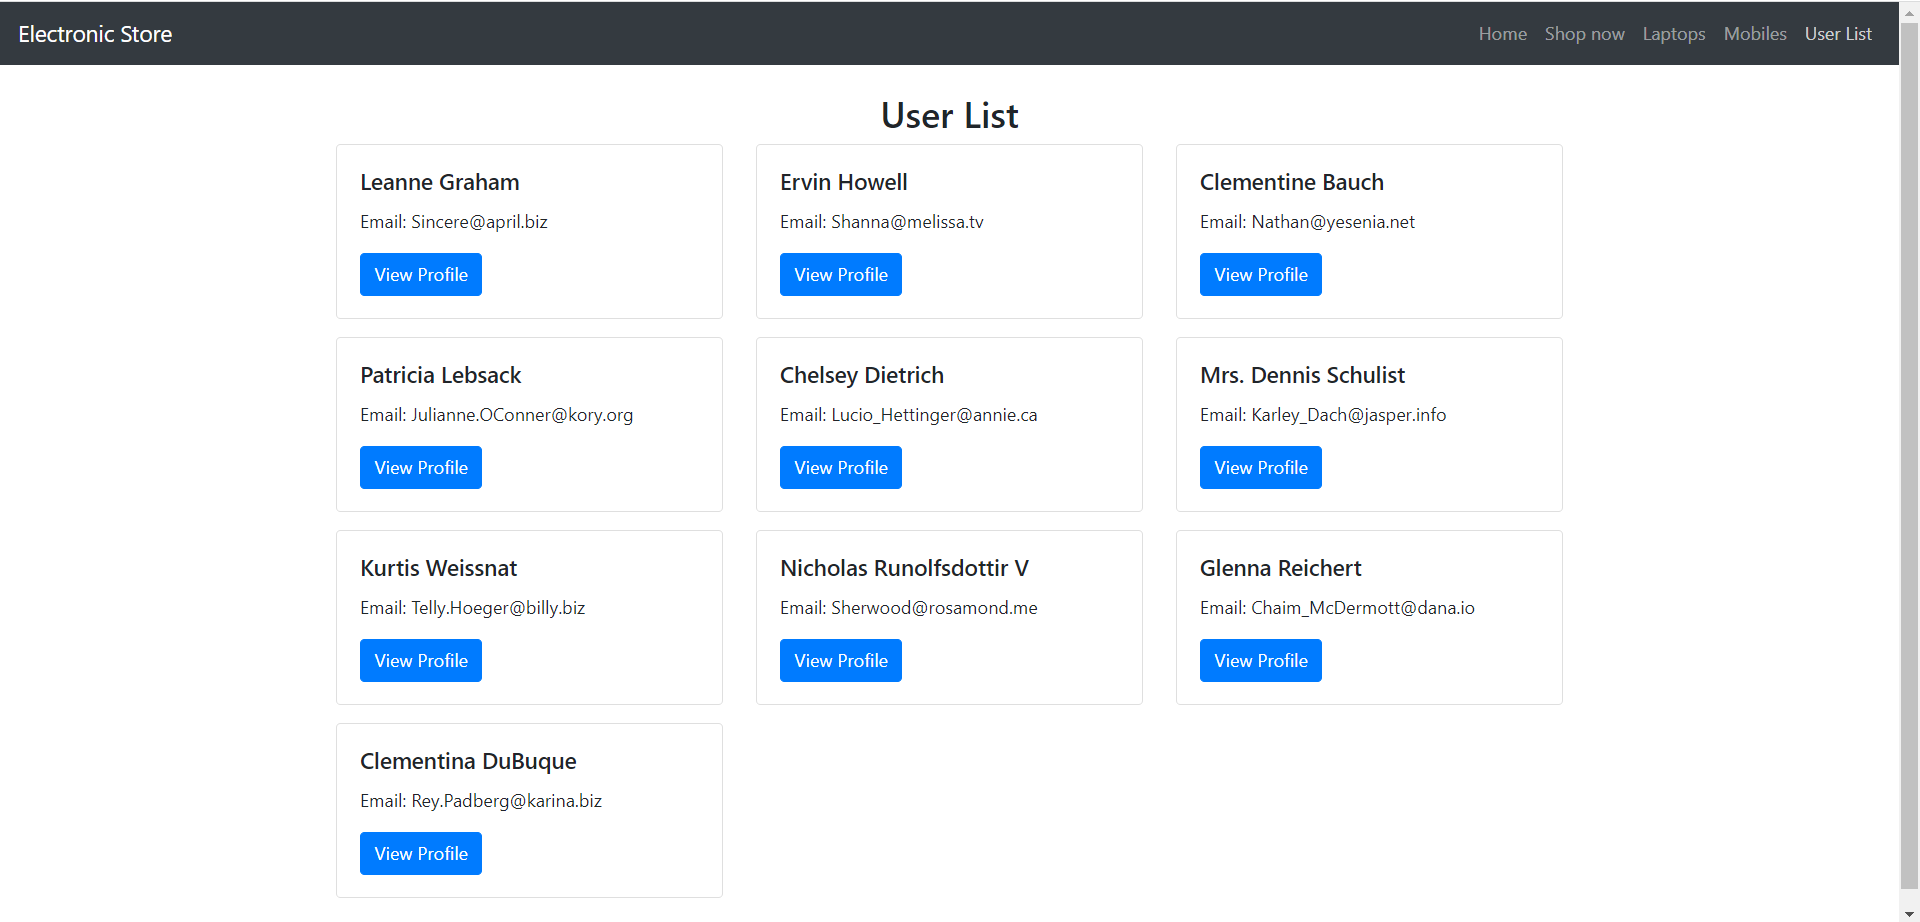 Electronic Store
Home Shop now Laptops Mobiles User List
User List
Leanne Graham
Email: Sincere@april.biz
View Profile
Ervin Howell
Email: Shanna@melissa.tv
View Profile
Clementine Bauch
Email: Nathan@yesenia.net
View Profile
Patricia Lebsack
Email: Julianne.OConner@kory.org
View Profile
Chelsey Dietrich
Email: Lucio_Hettinger@annie.ca
View Profile
Mrs. Dennis Schulist
Email: Karley_Dach@jasper.info
View Profile
Kurtis Weissnat
Email: Telly.Hoeger@billy.biz
View Profile
Nicholas Runolfsdottir V
Email: Sherwood@rosamond.me
View Profile
Glenna Reichert
Email: Chaim_McDermott@dana.io
View Profile
Clementina DuBuque
Email: Rey.Padberg@karina.biz
View Profile